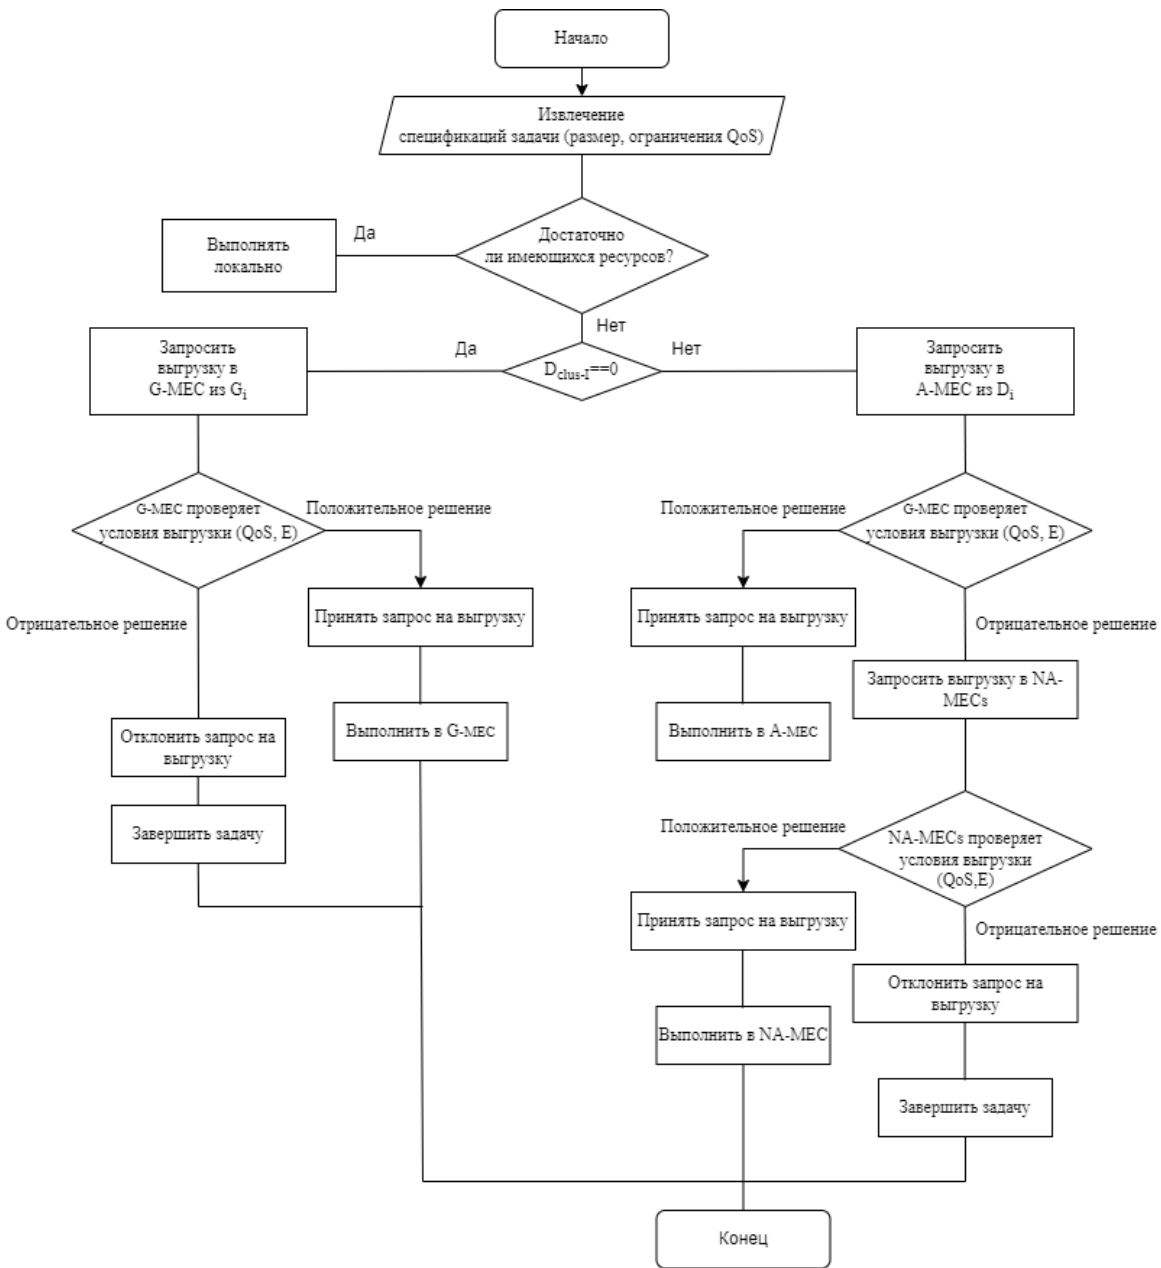 Начало
Извлечение
спецификаций задачи (размер, ограничения QoS)
Достаточно
ли имеющихся ресурсов?
Да
Выполнять
локально
Нет
D_clus-I==0
Да
Нет
Запросить
выгрузку в
G-MEC из G_i
Запросить
выгрузку в
A-MEC из D_i
G-MEC проверяет
условия выгрузки (QoS, E)
Положительное решение
Положительное решение
G-MEC проверяет
условия выгрузки (QoS, E)
Отрицательное решение
Принять запрос на выгрузку
Принять запрос на выгрузку
Отрицательное решение
Запросить выгрузку в NA-
MECs
Отклонить запрос на
выгрузку
Выполнить в G-MEC
Выполнить в A-MEC
Завершить задачу
Положительное решение
NA-MECs проверяет
условия выгрузки
(QoS,E)
Принять запрос на выгрузку
Отрицательное решение
Отклонить запрос на
выгрузку
Выполнить в NA-MEC
Завершить задачу
Конец